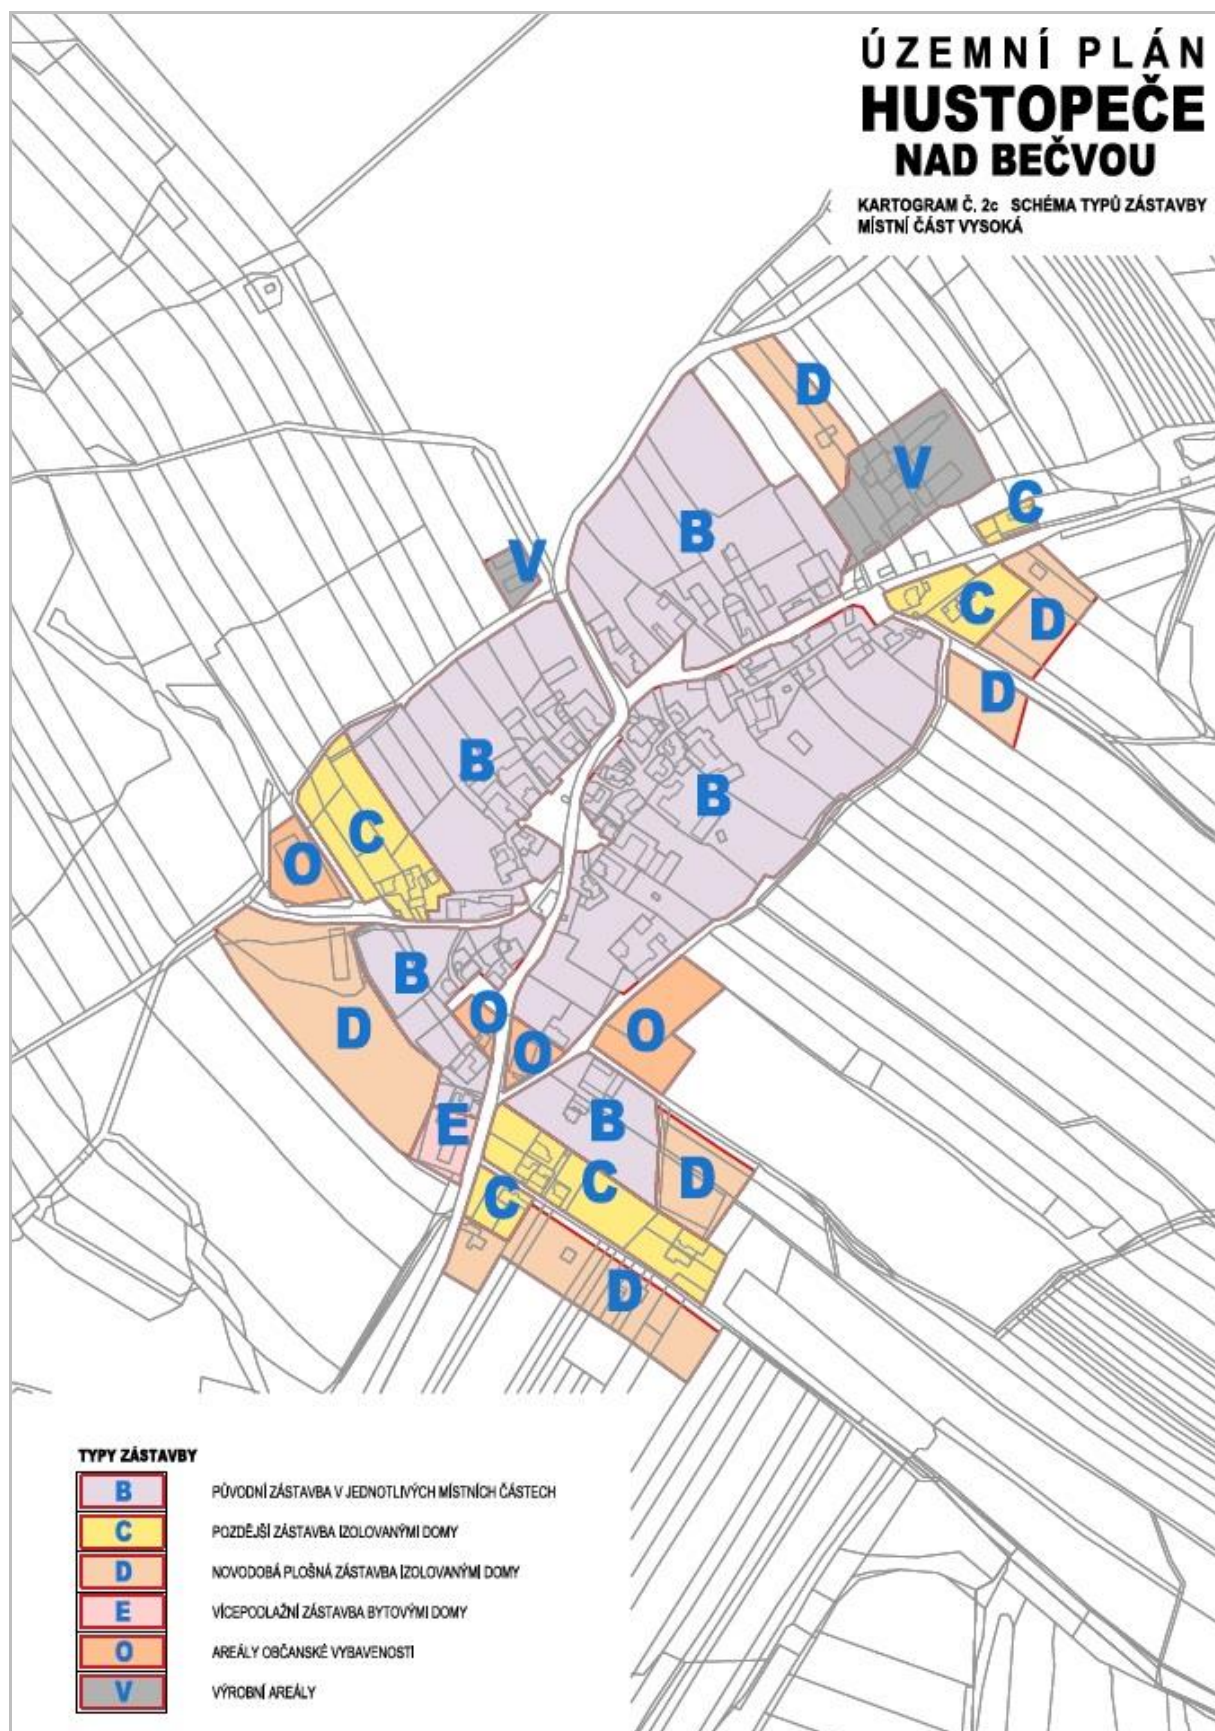 ÚZEMNÍ PLÁN
HUSTOPEČE
NAD BEČVOU
KARTOGRAM Č. 2c SCHÉMA TYPŮ ZÁSTAVBY
MÍSTNÍ ČÁST VYSOKÁ
D
V
C
B
V
C
D
D
B
B
C
O
B
O
D
O
O
B
E
C
D
C
D
TYPY ZÁSTAVBY
B PŮVODNÍ ZÁSTAVBA V JEDNOTLIVÝCH MÍSTNÍCH ČÁSTECH
C POZDĚJŠÍ ZÁSTAVBA IZOLOVANÝMI DOMY
D NOVODOBÁ PLOŠNÁ ZÁSTAVBA IZOLOVANÝMI DOMY
E VÍCEPODLAŽNÍ ZÁSTAVBA BYTOVÝMI DOMY
O AREÁLY OBČANSKÉ VYBAVENOSTI
V VÝROBNÍ AREÁLY